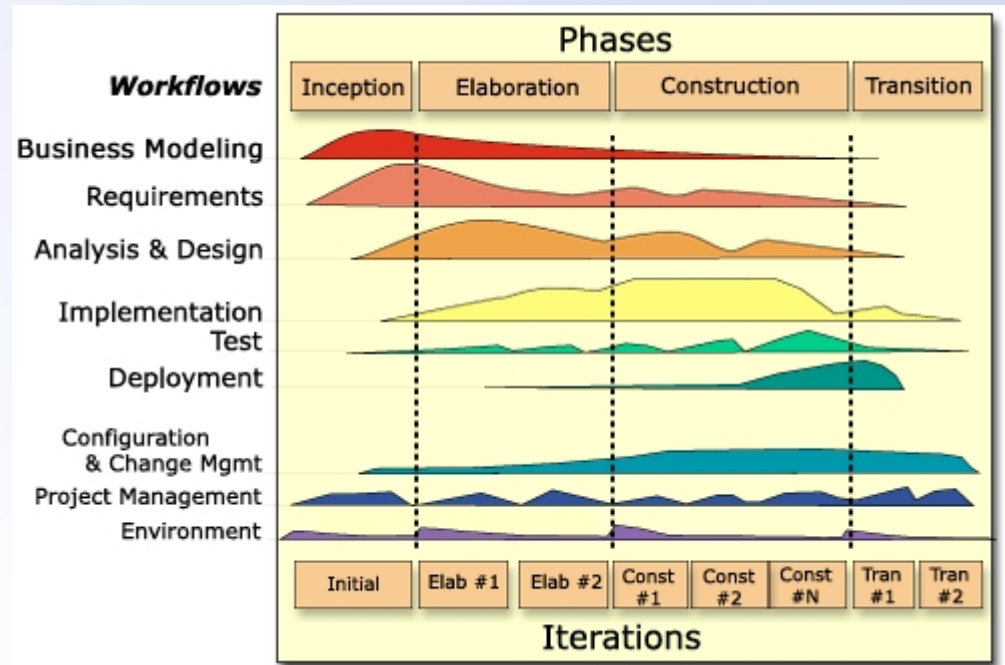 Phases
Workflows
Inception
Elaboration
Construction
Transition
Business Modeling
Requirements
Analysis & Design
Implementation
Test
Deployment
Configuration
& Change Mgmt
Project Management
Environment
Initial
Elab #1
Elab #2
Const
#1
Const
#2
Const
#N
Tran
#1
Tran
#2
Iterations